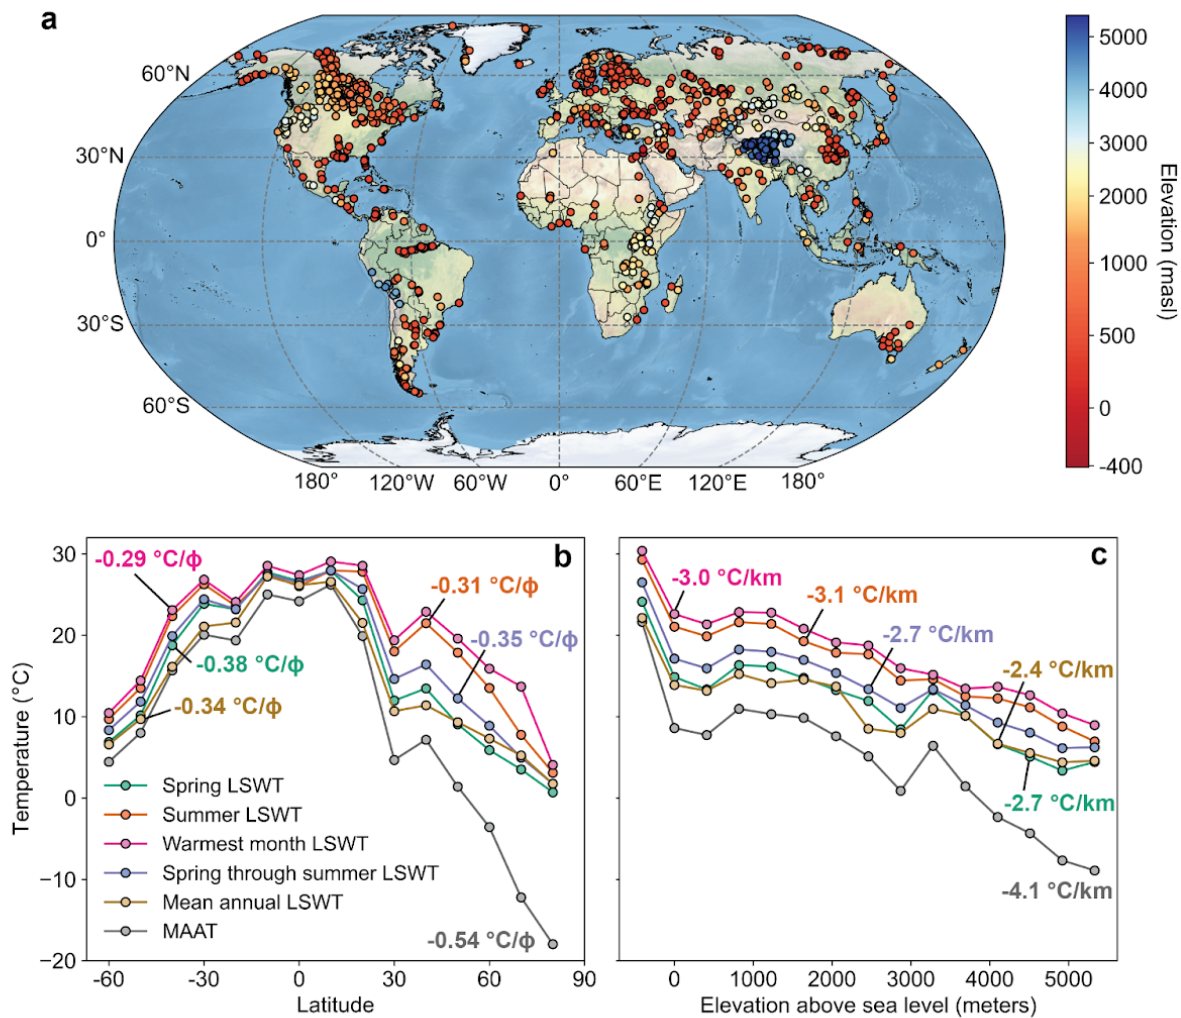 a
60°N
30°N
0°
30°S
60°S
180° 120°W 60°W 0° 60°E 120°E 180°
5000
4000
3000
2000
1000
500
0
-400
Elevation (masl)
b
-0.29 °C/ϕ
-0.31 °C/ϕ
-0.35 °C/ϕ
-0.38 °C/ϕ
-0.34 °C/ϕ
-0.54 °C/ϕ
Spring LSWT
Summer LSWT
Warmest month LSWT
Spring through summer LSWT
Mean annual LSWT
MAAT
30
20
10
0
−10
−20
Temperature (°C)
-60 -30 0 30 60 90
Latitude
c
-3.0 °C/km
-3.1 °C/km
-2.7 °C/km
-2.4 °C/km
-2.7 °C/km
-4.1 °C/km
0 1000 2000 3000 4000 5000
Elevation above sea level (meters)